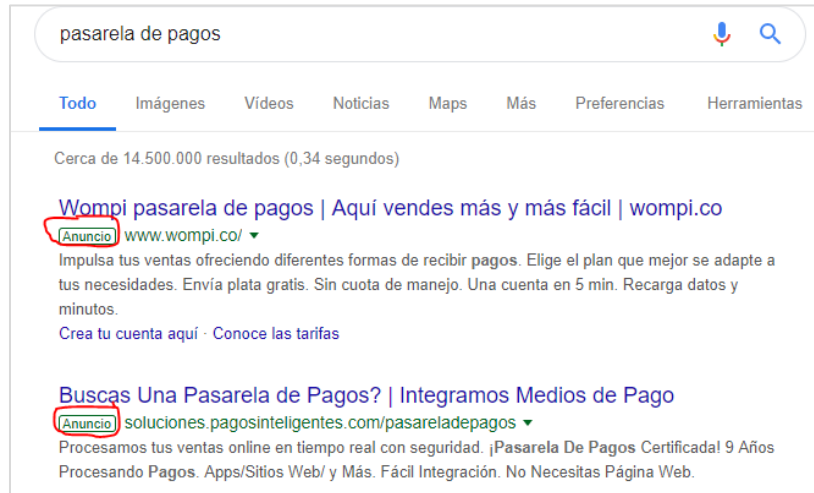 pasarela de pagos
Todo Imágenes Vídeos Noticias Maps Más Preferencias Herramientas
Cerca de 14.500.000 resultados (0,34 segundos)
Wompi pasarela de pagos | Aquí vendes más y más fácil | wompi.co
Anuncio www.wompi.co/
Impulsa tus ventas ofreciendo diferentes formas de recibir pagos. Elige el plan que mejor se adapte a
tus necesidades. Envía plata gratis. Sin cuota de manejo. Una cuenta en 5 min. Recarga datos y
minutos.
Crea tu cuenta aquí · Conoce las tarifas
Buscas Una Pasarela de Pagos? | Integramos Medios de Pago
Anuncio soluciones.pagosinteligentes.com/pasareladepagos
Procesamos tus ventas online en tiempo real con seguridad. ¡Pasarela De Pagos Certificada! 9 Años
Procesando Pagos. Apps/Sitios Web/ y Más. Fácil Integración. No Necesitas Página Web.